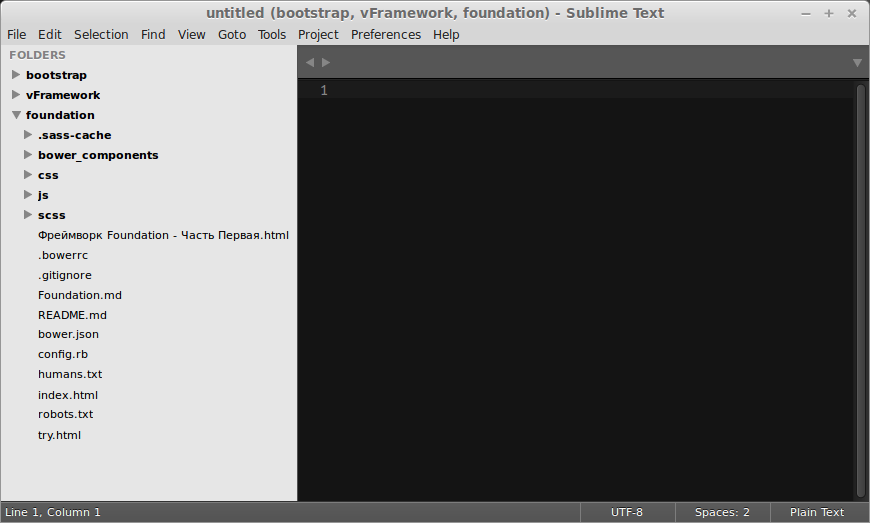 untitled (bootstrap, vFramework, foundation) - Sublime Text
File Edit Selection Find View Goto Tools Project Preferences Help
FOLDERS
bootstrap
vFramework
foundation
.sass-cache
bower_components
css
js
scss
Фреймворк Foundation - Часть Первая.html
.bowerrc
.gitignore
Foundation.md
README.md
bower.json
config.rb
humans.txt
index.html
robots.txt
try.html
1
Line 1, Column 1 UTF-8 Spaces: 2 Plain Text